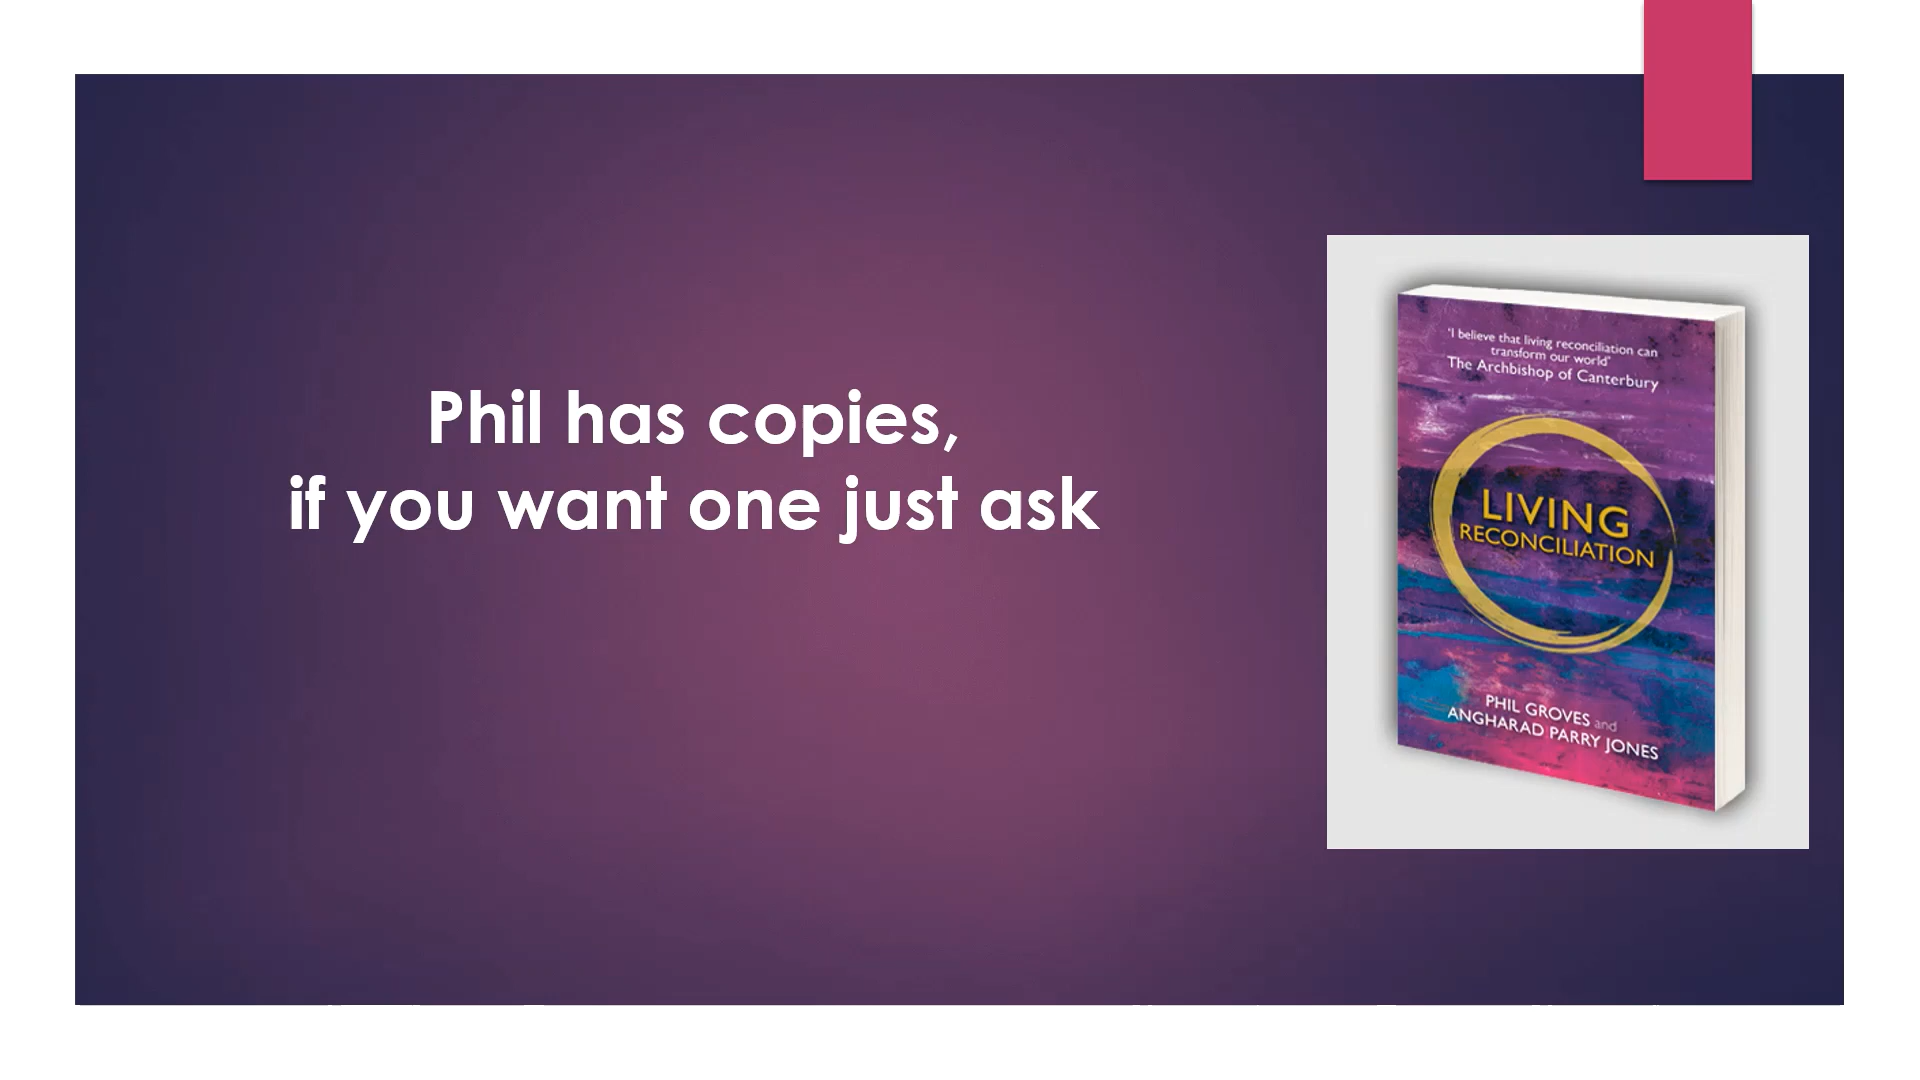 Phil has copies,
if you want one just ask
'I believe that living reconciliation can
transform our world'
The Archbishop of Canterbury
LIVING
RECONCILIATION
PHIL GROVES and
ANGHARAD PARRY JONES